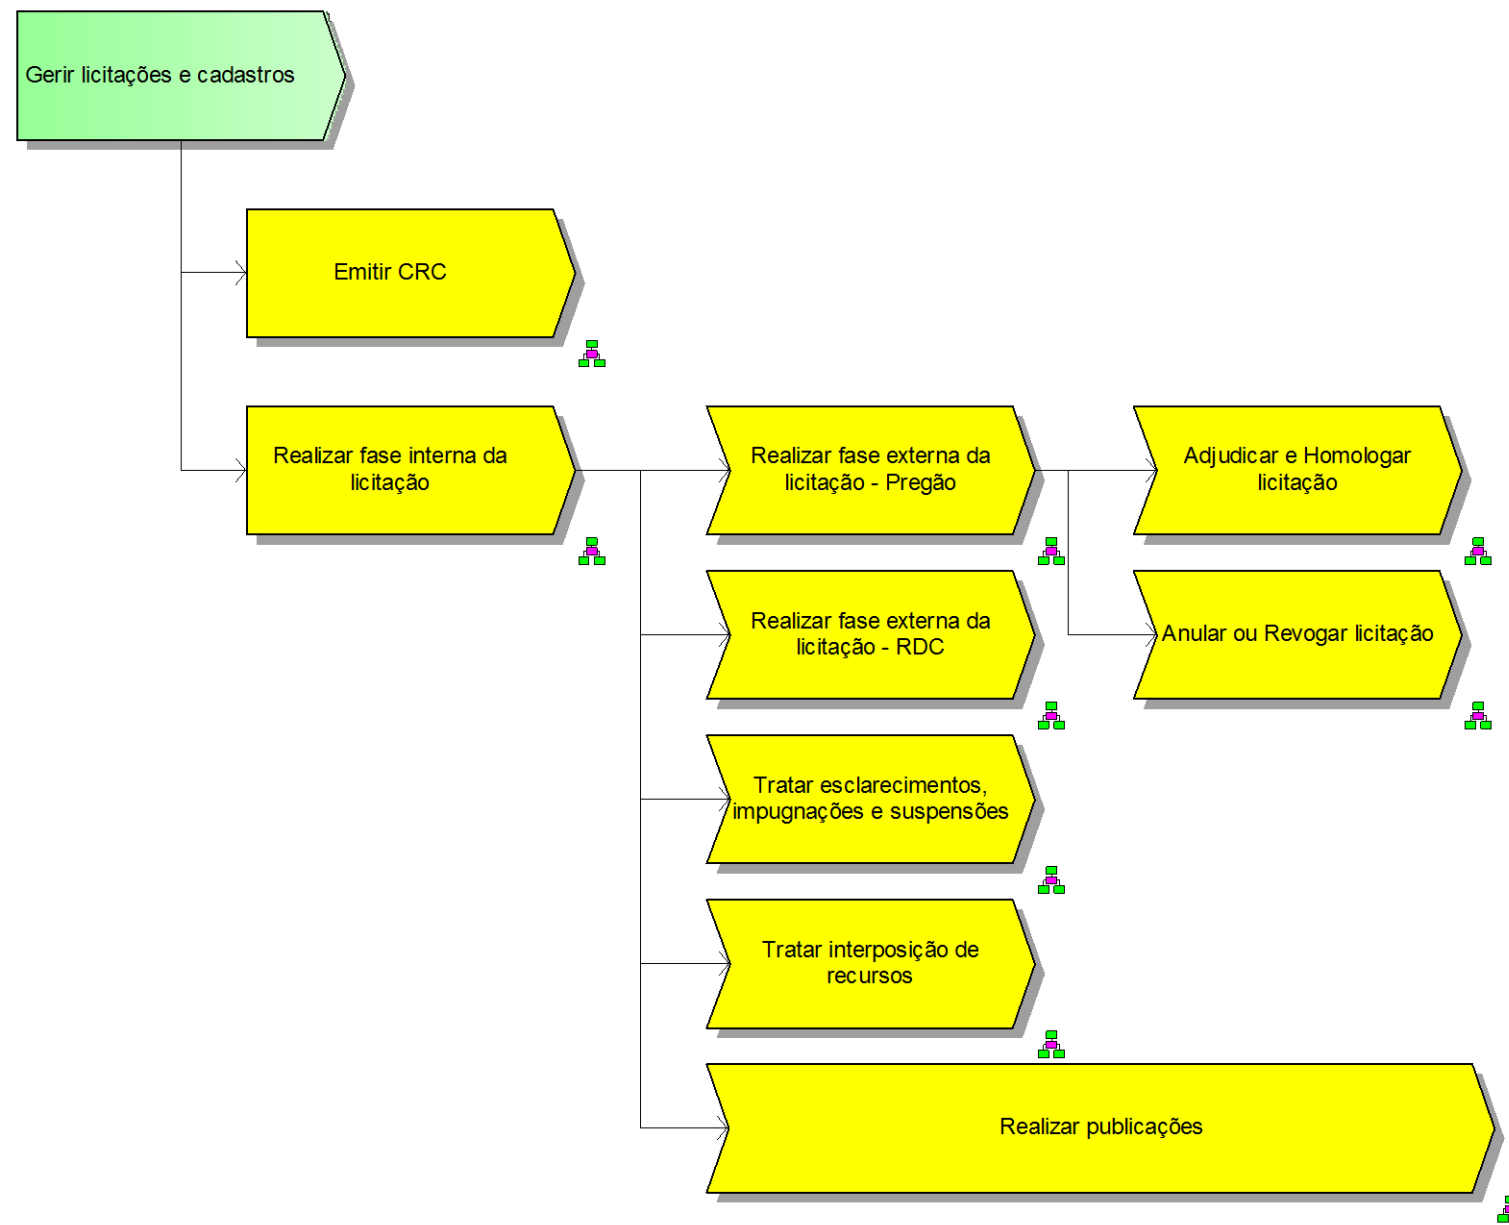 Gerir licitações e cadastros
Emitir CRC
Realizar fase interna da
licitação
Realizar fase externa da
licitação - Pregão
Adjudicar e Homologar
licitação
Realizar fase externa da
licitação - RDC
Anular ou Revogar licitação
Tratar esclarecimentos,
impugnações e suspensões
Tratar interposição de
recursos
Realizar publicações